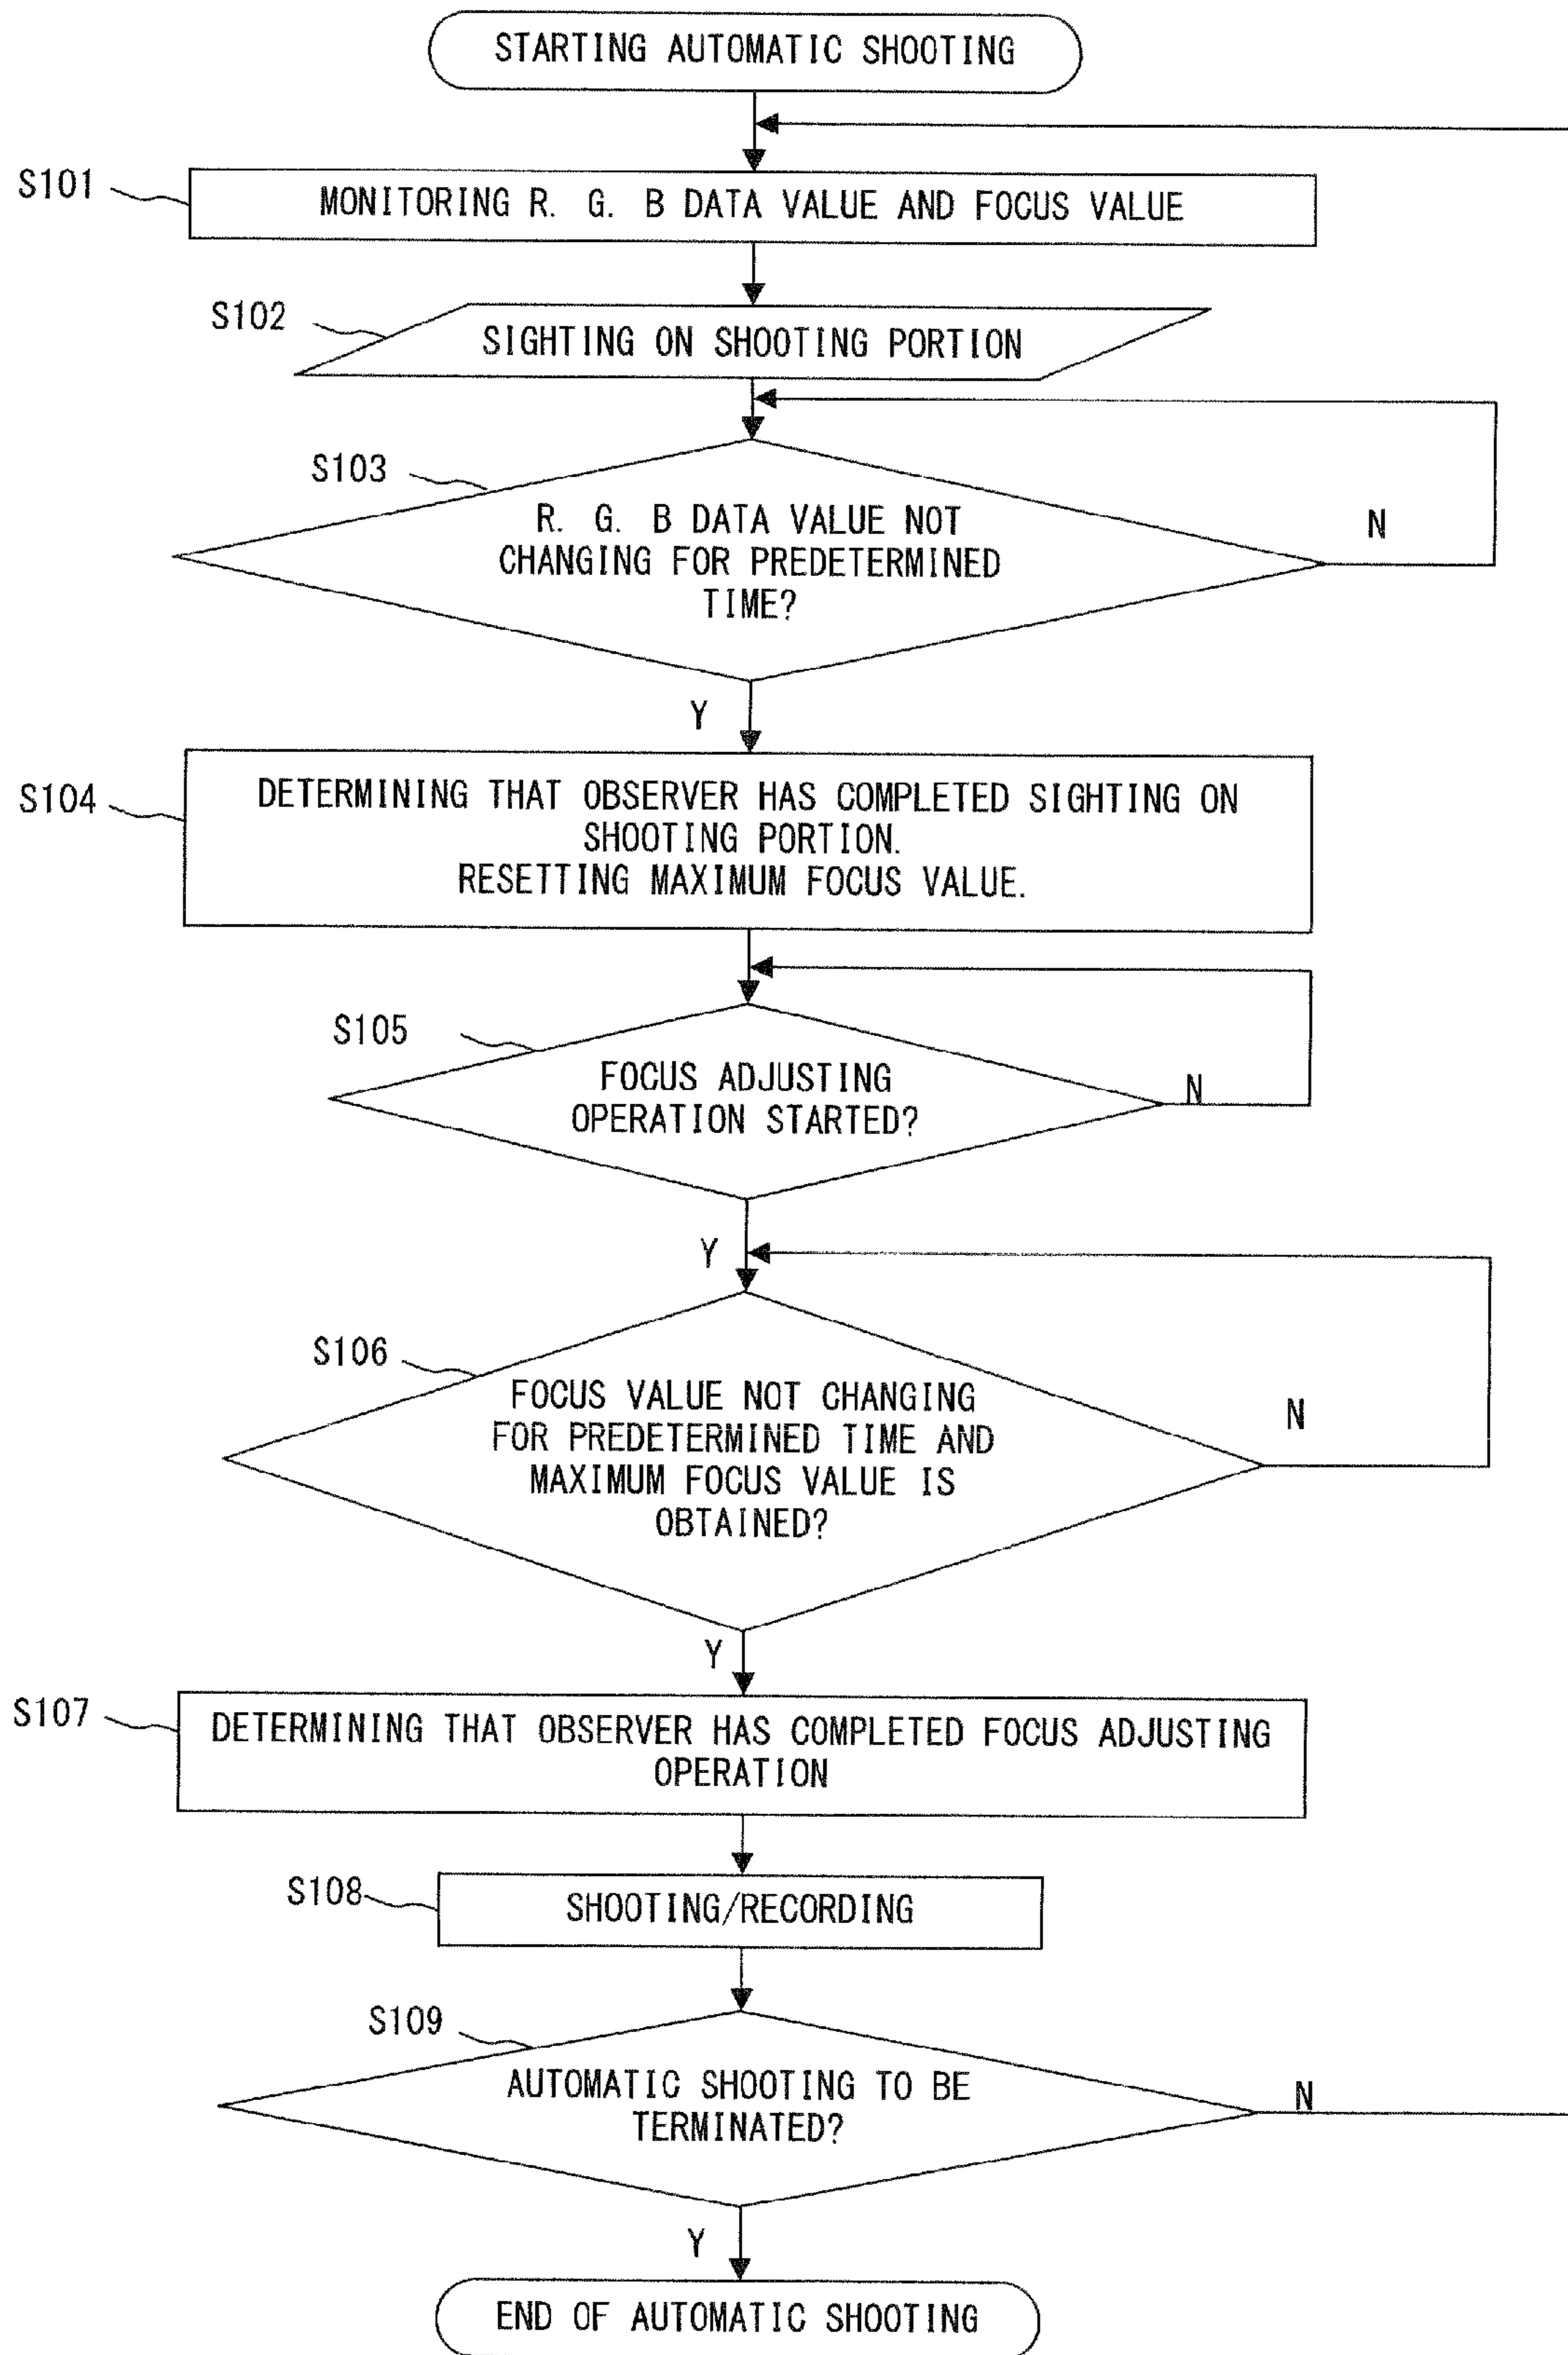 STARTING AUTOMATIC SHOOTING
S101
MONITORING R. G. B DATA VALUE AND FOCUS VALUE
S102
SIGHTING ON SHOOTING PORTION
S103
R. G. B DATA VALUE NOT
CHANGING FOR PREDETERMINED
TIME?
N
Y
S104
DETERMINING THAT OBSERVER HAS COMPLETED SIGHTING ON
SHOOTING PORTION.
RESETTING MAXIMUM FOCUS VALUE.
S105
FOCUS ADJUSTING
OPERATION STARTED?
N
Y
S106
FOCUS VALUE NOT CHANGING
FOR PREDETERMINED TIME AND
MAXIMUM FOCUS VALUE IS
OBTAINED?
N
Y
S107
DETERMINING THAT OBSERVER HAS COMPLETED FOCUS ADJUSTING
OPERATION
S108
SHOOTING/RECORDING
S109
AUTOMATIC SHOOTING TO BE
TERMINATED?
N
Y
END OF AUTOMATIC SHOOTING